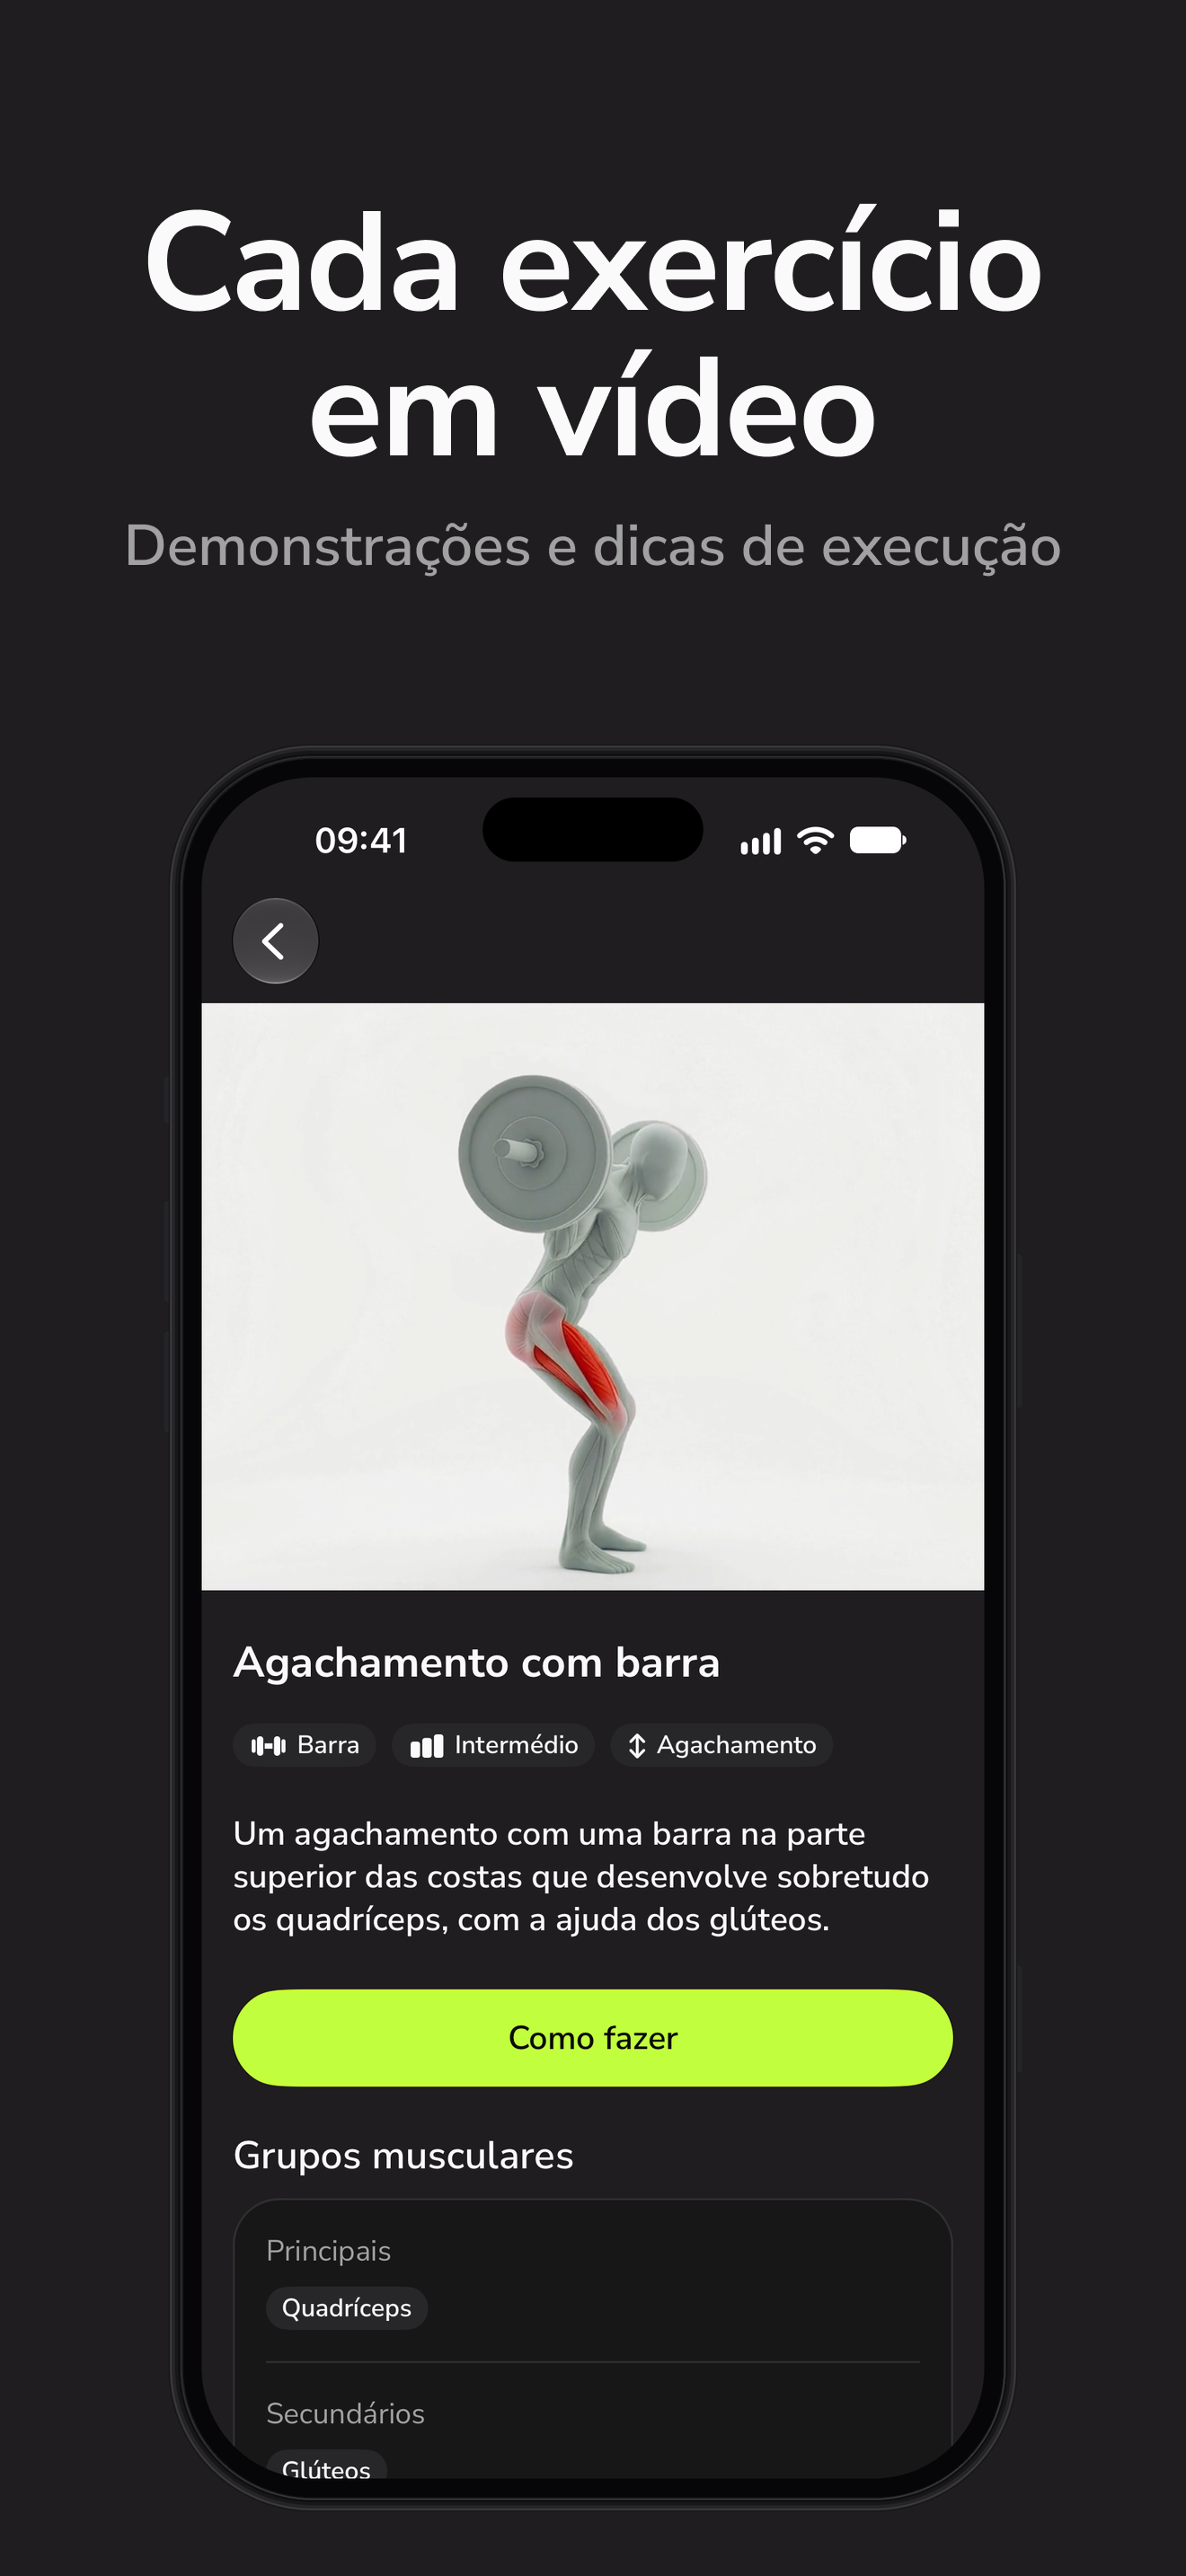 Cada exercício
em vídeo
Demonstrações e dicas de execução
09:41
Agachamento com barra
Barra
Intermédio
Agachamento
Um agachamento com uma barra na parte
superior das costas que desenvolve sobretudo
os quadríceps, com a ajuda dos glúteos.
Como fazer
Grupos musculares
Principais
Quadríceps
Secundários
Glúteos